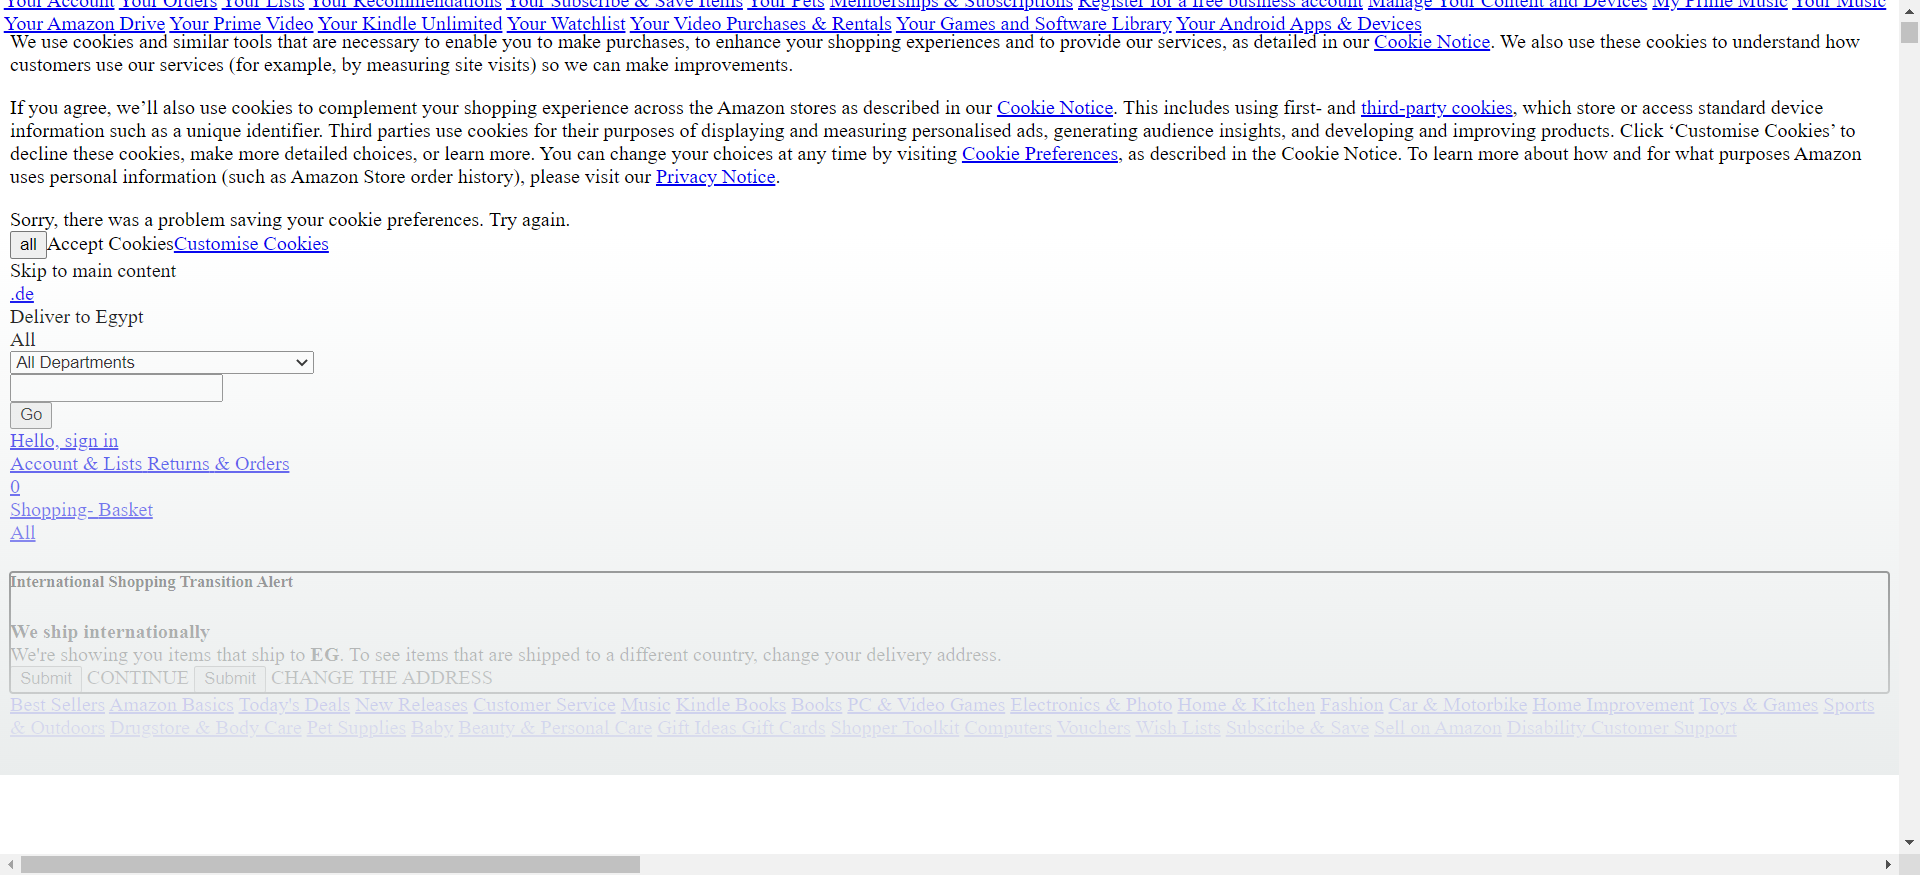 Your Account Your Orders Your Lists Your Recommendations Your Subscribe & Save Items Your Pets Memberships & Subscriptions Register for a free business account Manage Your Content and Devices My Prime Music Your Music
Your Amazon Drive Your Prime Video Your Kindle Unlimited Your Watchlist Your Video Purchases & Rentals Your Games and Software Library Your Android Apps & Devices
We use cookies and similar tools that are necessary to enable you to make purchases, to enhance your shopping experiences and to provide our services, as detailed in our Cookie Notice. We also use these cookies to understand how
customers use our services (for example, by measuring site visits) so we can make improvements.
If you agree, we’ll also use cookies to complement your shopping experience across the Amazon stores as described in our Cookie Notice. This includes using first- and third-party cookies, which store or access standard device
information such as a unique identifier. Third parties use cookies for their purposes of displaying and measuring personalised ads, generating audience insights, and developing and improving products. Click ‘Customise Cookies’ to
decline these cookies, make more detailed choices, or learn more. You can change your choices at any time by visiting Cookie Preferences, as described in the Cookie Notice. To learn more about how and for what purposes Amazon
uses personal information (such as Amazon Store order history), please visit our Privacy Notice.
Sorry, there was a problem saving your cookie preferences. Try again.
all Accept CookiesCustomise Cookies
Skip to main content
.de
Deliver to Egypt
All
All Departments
Go
Hello, sign in
Account & Lists Returns & Orders
0
Shopping- Basket
All
International Shopping Transition Alert
We ship internationally
We're showing you items that ship to EG. To see items that are shipped to a different country, change your delivery address.
Submit CONTINUE Submit CHANGE THE ADDRESS
Best Sellers Amazon Basics Today's Deals New Releases Customer Service Music Kindle Books Books PC & Video Games Electronics & Photo Home & Kitchen Fashion Car & Motorbike Home Improvement Toys & Games Sports
& Outdoors Drugstore & Body Care Pet Supplies Baby Beauty & Personal Care Gift Ideas Gift Cards Shopper Toolkit Computers Vouchers Wish Lists Subscribe & Save Sell on Amazon Disability Customer Support